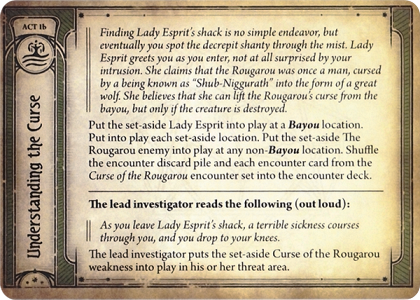 ACT 1b
Understanding the Curse
Finding Lady Esprit's shack is no simple endeavor, but
eventually you spot the decrepit shanty through the mist. Lady
Esprit greets you as you enter, not at all surprised by your
intrusion. She claims that the Rougarou was once a man, cursed
by a being known as "Shub-Niggurath" into the form of a great
wolf. She believes that she can lift the Rougarou's curse from the
bayou, but only if the creature is destroyed.
Put the set-aside Lady Esprit into play at a Bayou location.
Put into play each set-aside location. Put the set-aside The
Rougarou enemy into play at any non-Bayou location. Shuffle
the encounter discard pile and each encounter card from the
Curse of the Rougarou encounter set into the encounter deck.
The lead investigator reads the following (out loud):
As you leave Lady Esprit's shack, a terrible sickness courses
through you, and you drop to your knees.
The lead investigator puts the set-aside Curse of the Rougarou
weakness into play in his or her threat area.